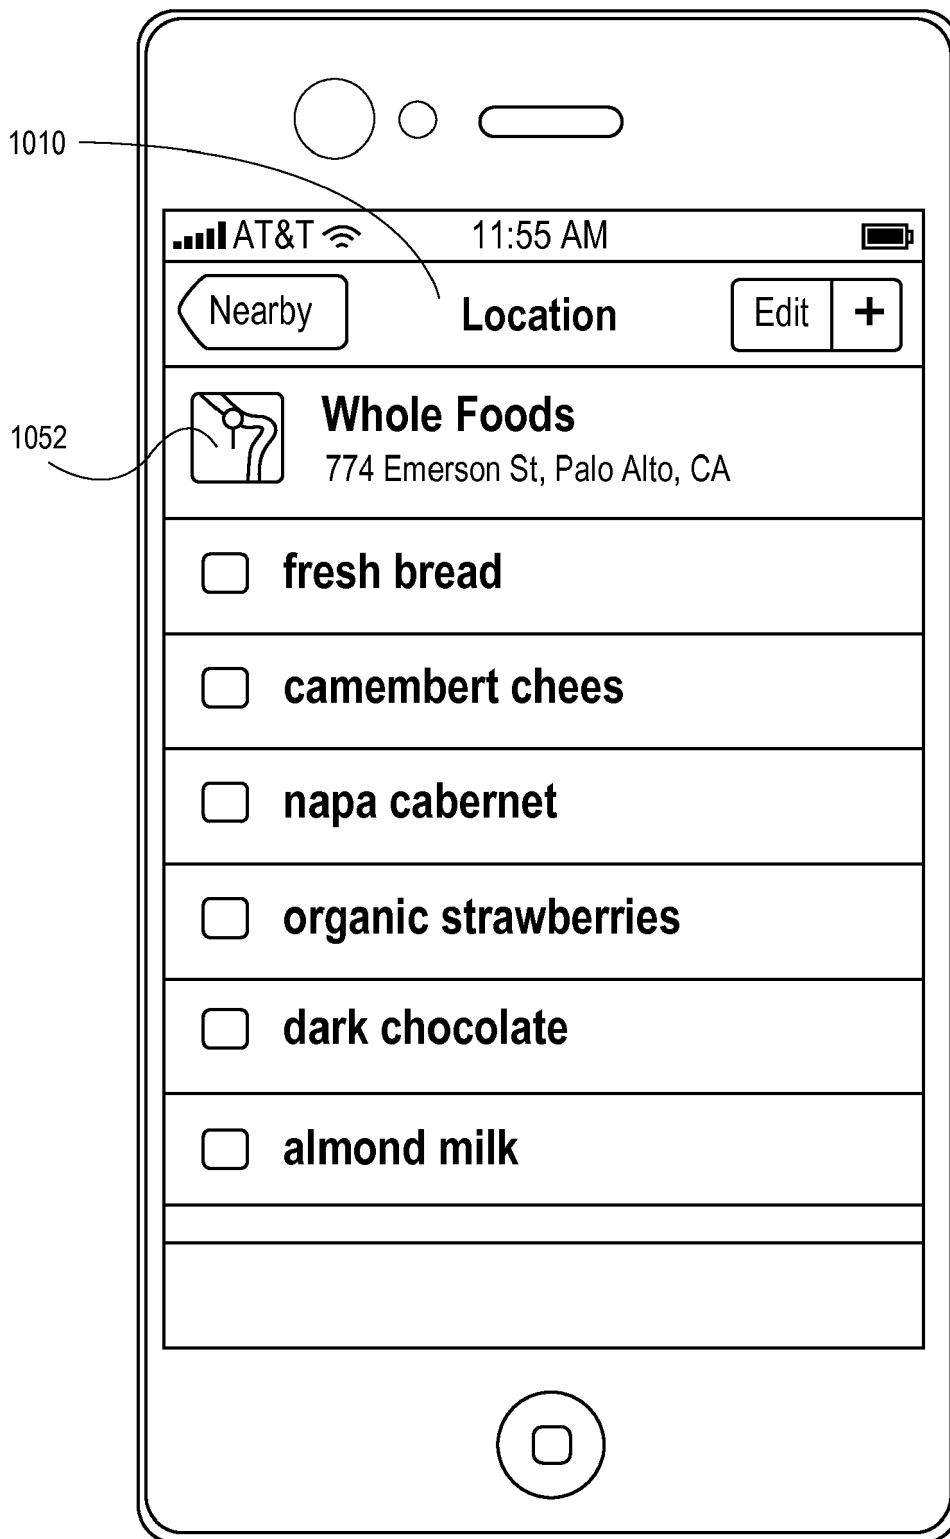 1010
AT&T 11:55 AM
Nearby Location Edit +
1052
Whole Foods
774 Emerson St, Palo Alto, CA
fresh bread
camembert chees
napa cabernet
organic strawberries
dark chocolate
almond milk